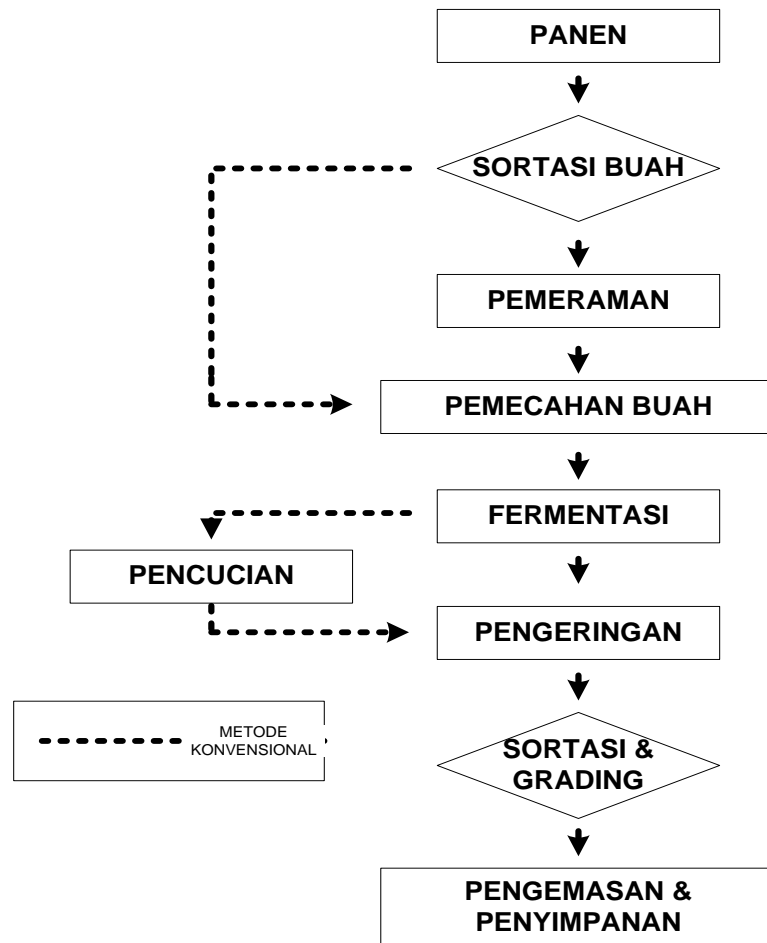 PANEN
SORTASI BUAH
PEMERAMAN
PEMECAHAN BUAH
FERMENTASI
PENCUCIAN
PENGERINGAN
METODE
KONVENSIONAL
SORTASI &
GRADING
PENGEMASAN &
PENYIMPANAN